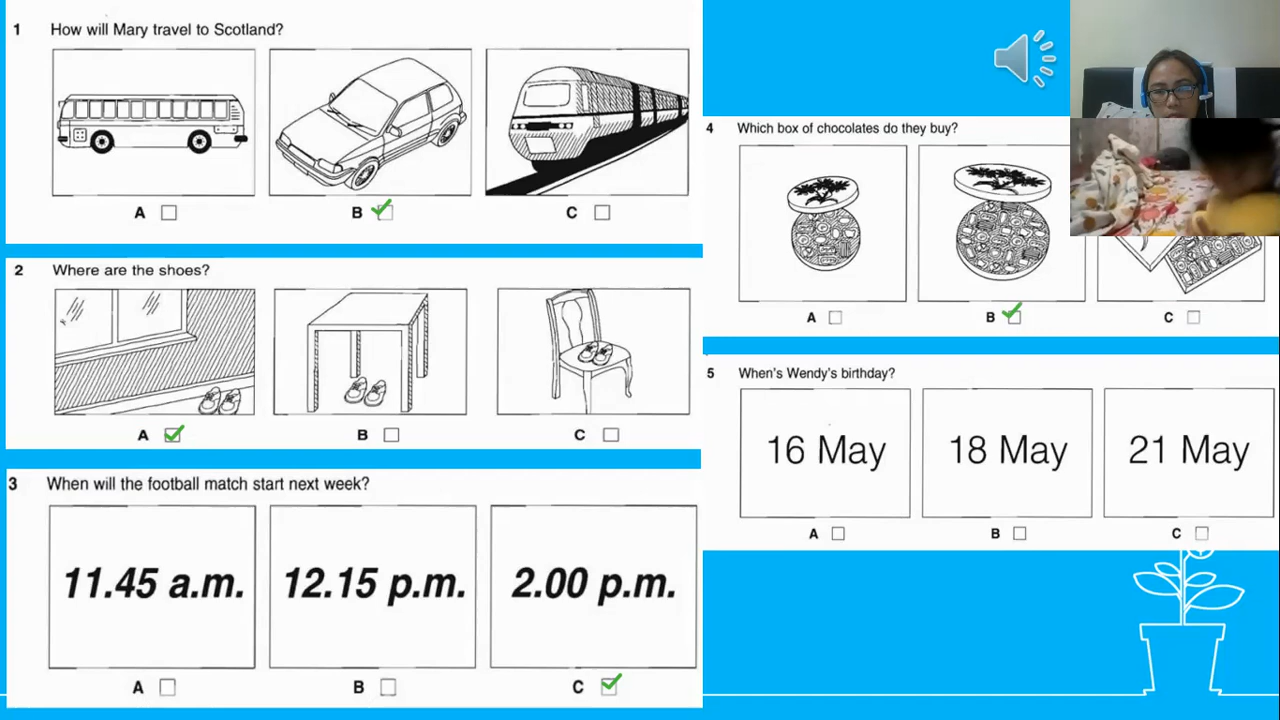 1 How will Mary travel to Scotland?
A B C
2 Where are the shoes?
A B C
3 When will the football match start next week?
11.45 a.m. 12.15 p.m. 2.00 p.m.
A B C
4 Which box of chocolates do they buy?
A B C
5 When's Wendy's birthday?
16 May 18 May 21 May
A B C